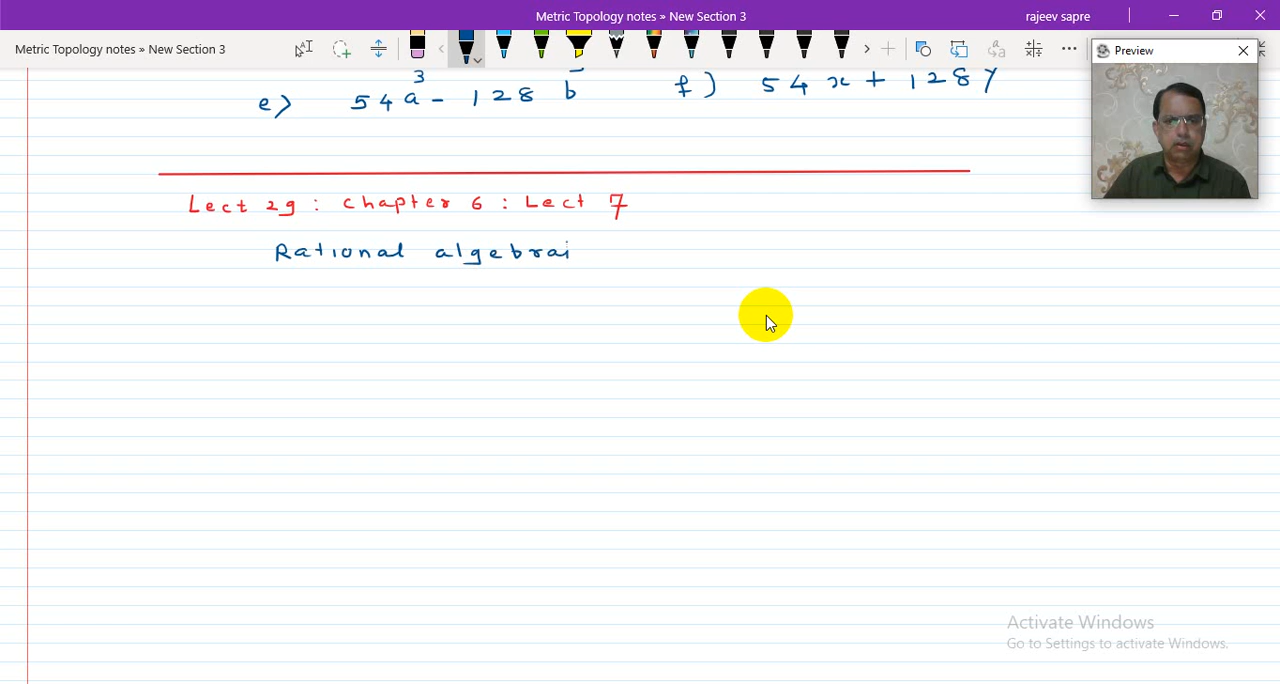 Metric Topology notes » New Section 3
rajeev sapre
Metric Topology notes » New Section 3
Preview
e) 54a³ - 128 b
f) 54 x + 128 y
Lect 29 : Chapter 6 : Lect 7
Rational algebrai
Activate Windows
Go to Settings to activate Windows.